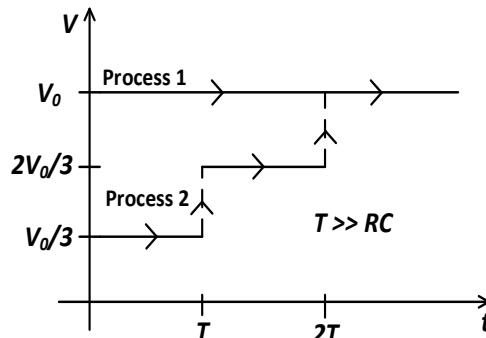 V
Process 1
V0
2V0/3
Process 2
V0/3
T >> RC
T
2T
t